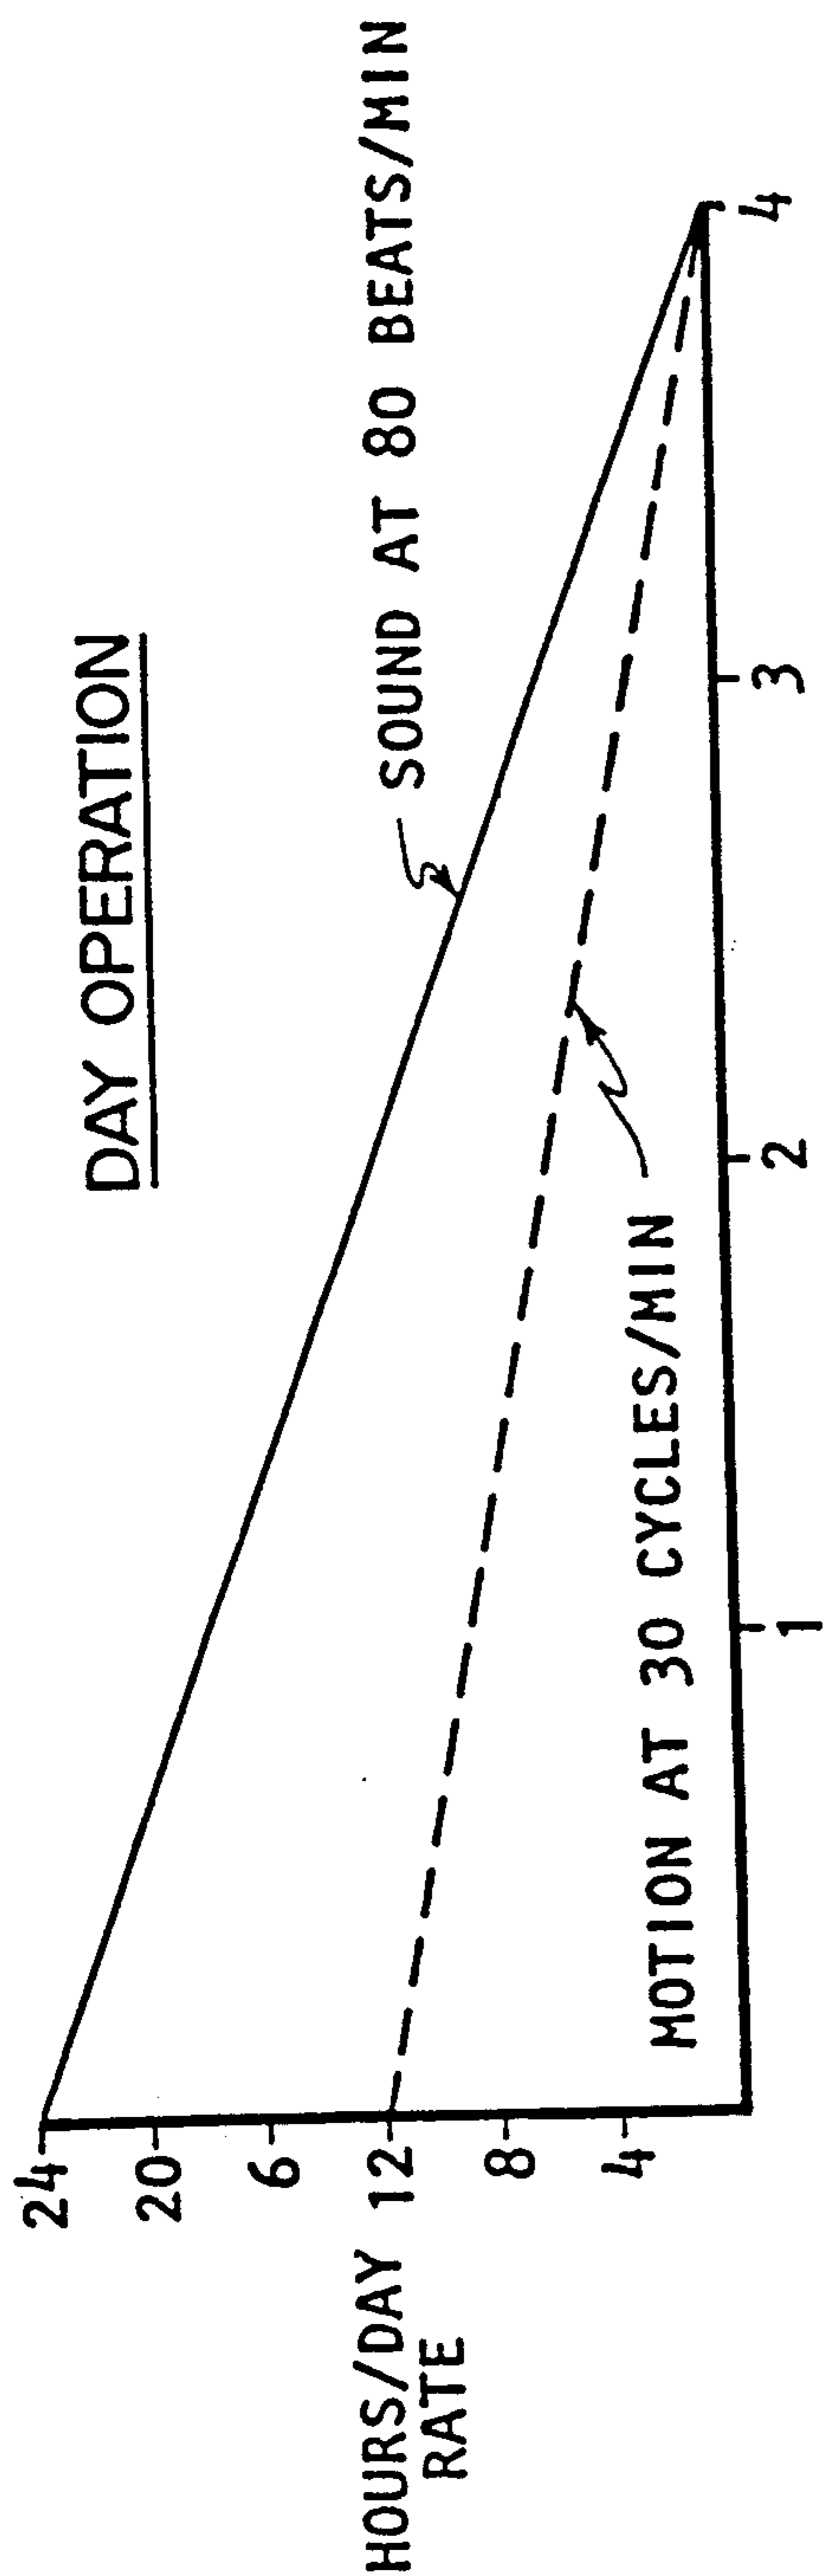 DAY OPERATION
24
20
6
12
8
4
HOURS/DAY
RATE
SOUND AT 80 BEATS/MIN
MOTION AT 30 CYCLES/MIN
1
2
3
4